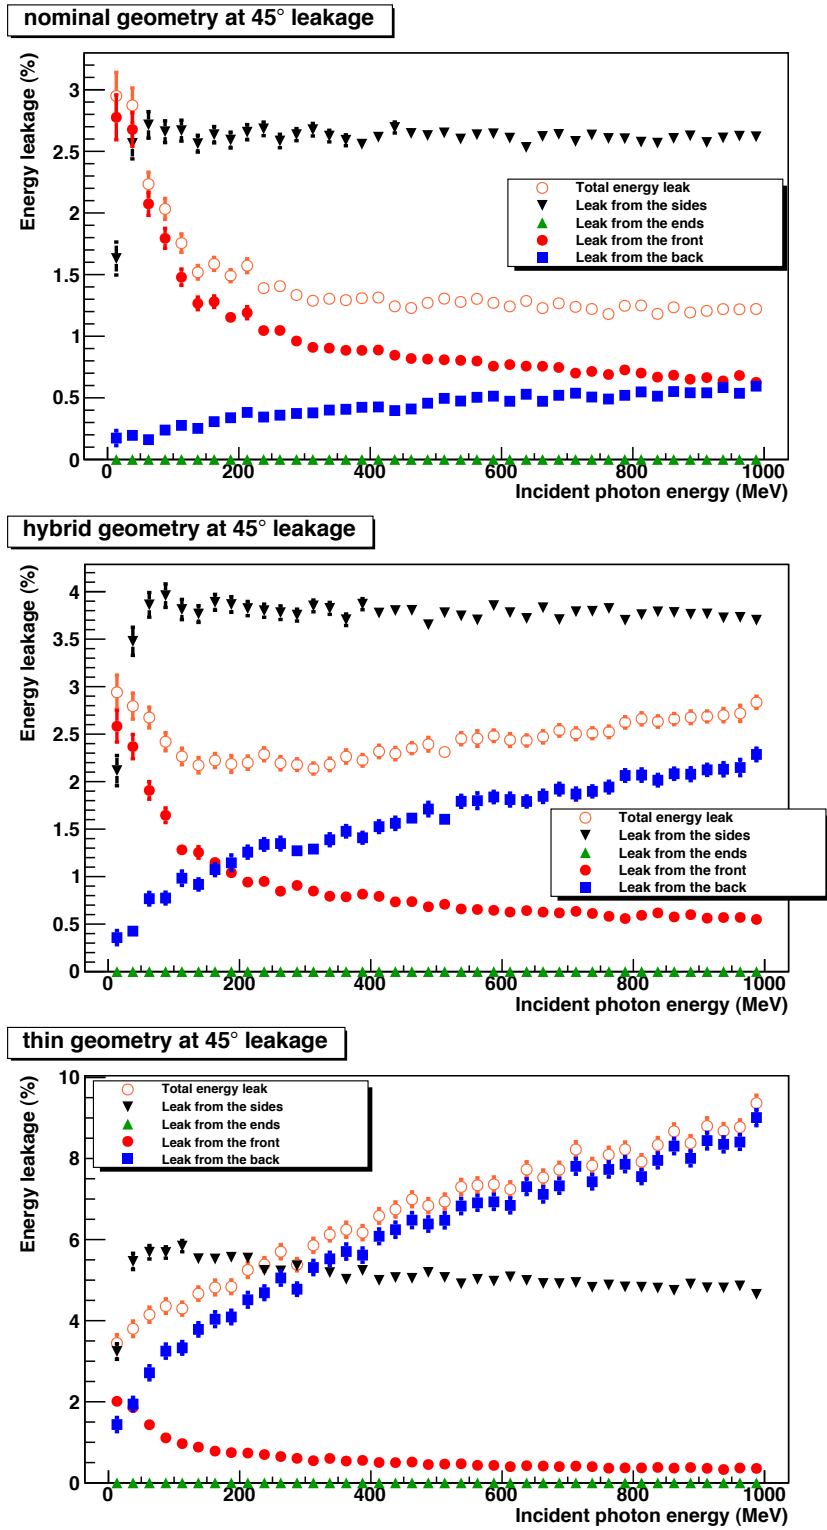 nominal geometry at 45° leakage
Energy leakage (%)
3
2.5
2
1.5
1
0.5
0
Total energy leak
Leak from the sides
Leak from the ends
Leak from the front
Leak from the back
0 200 400 600 800 1000
Incident photon energy (MeV)
hybrid geometry at 45° leakage
Energy leakage (%)
4
3.5
3
2.5
2
1.5
1
0.5
0
Total energy leak
Leak from the sides
Leak from the ends
Leak from the front
Leak from the back
0 200 400 600 800 1000
Incident photon energy (MeV)
thin geometry at 45° leakage
Energy leakage (%)
10
8
6
4
2
0
Total energy leak
Leak from the sides
Leak from the ends
Leak from the front
Leak from the back
0 200 400 600 800 1000
Incident photon energy (MeV)